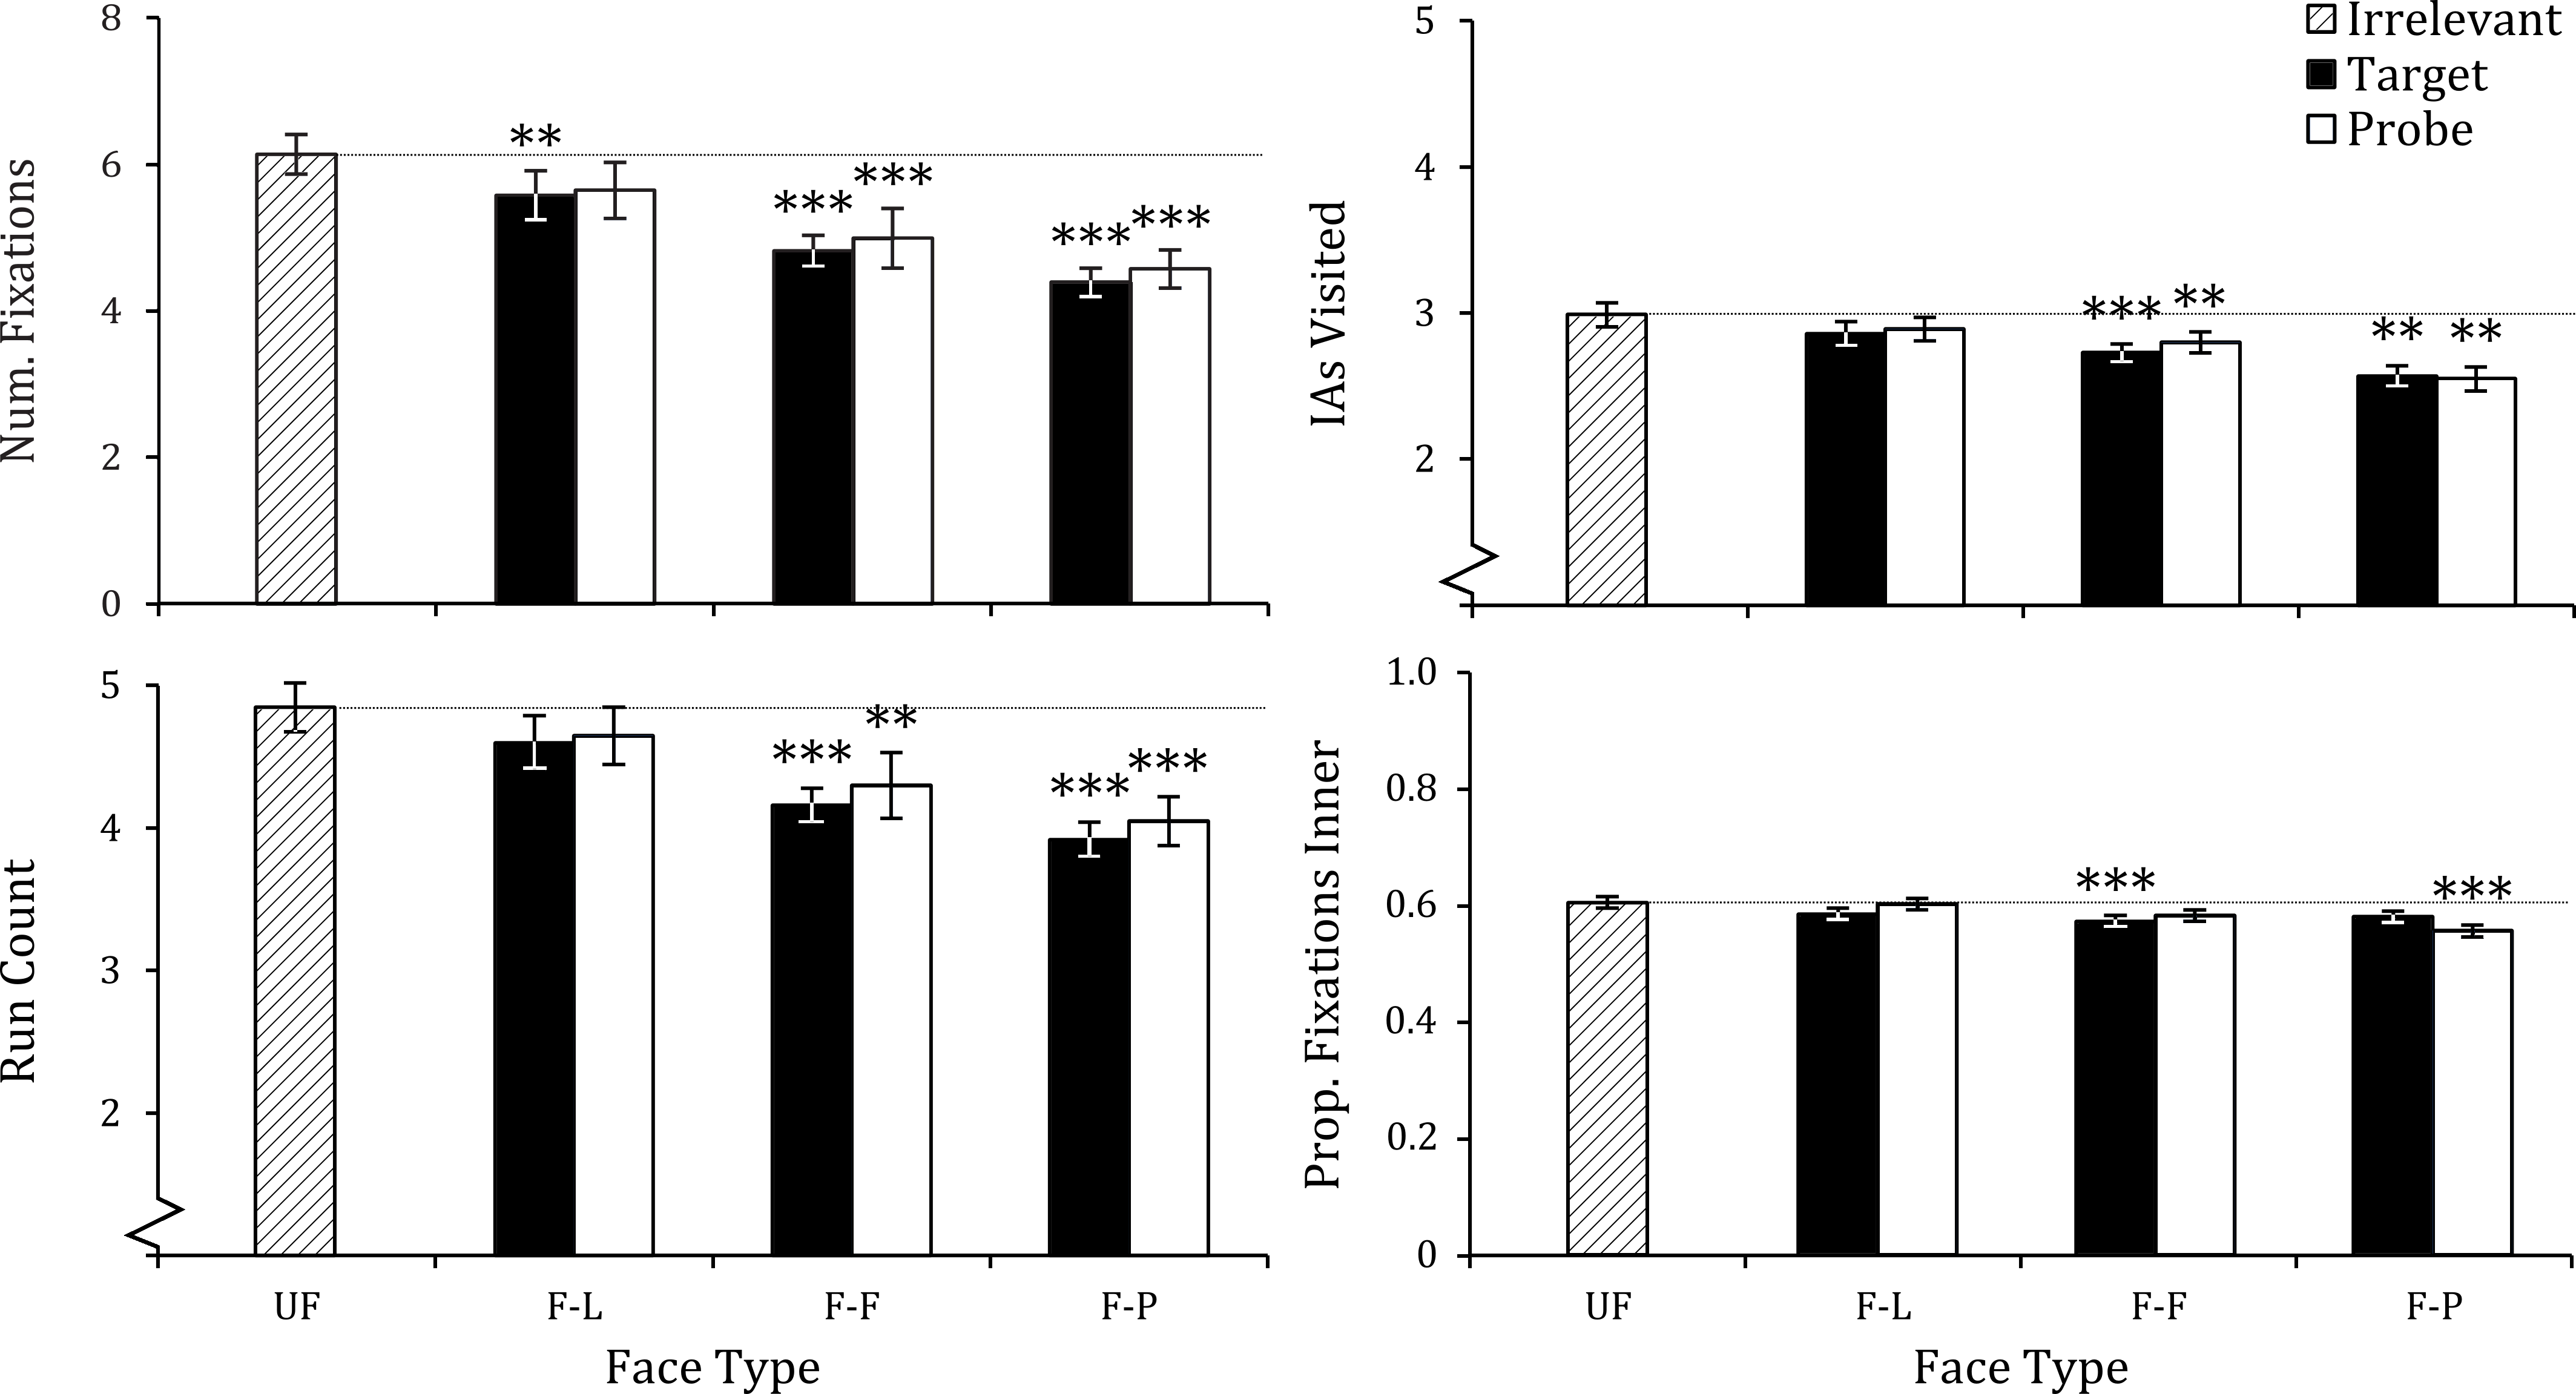 Irrelevant
Target
Probe
Num. Fixations
8
6
4
2
0
**
***
***
***
***
IAs Visited
5
4
3
2
***
**
**
**
Run Count
5
4
3
2
***
**
***
***
UF
F-L
F-F
F-P
Face Type
Prop. Fixations Inner
1.0
0.8
0.6
0.4
0.2
0
***
***
UF
F-L
F-F
F-P
Face Type